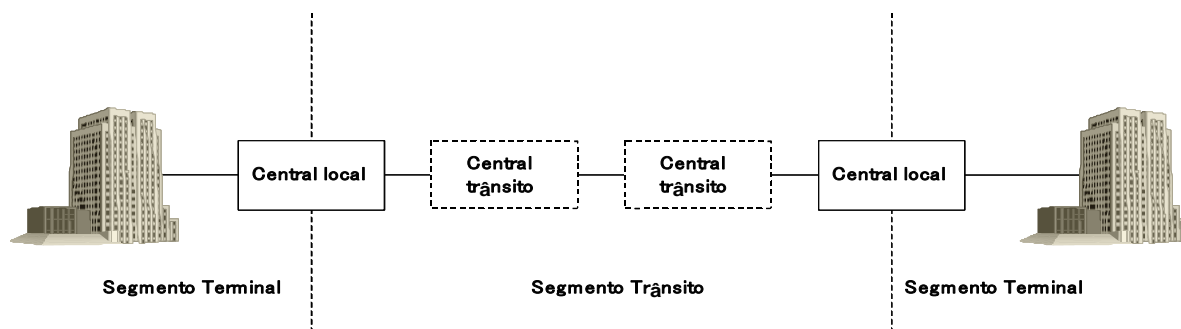 Central local
Central
trânsito
Central
trânsito
Central local
Segmento Terminal
Segmento Trânsito
Segmento Terminal